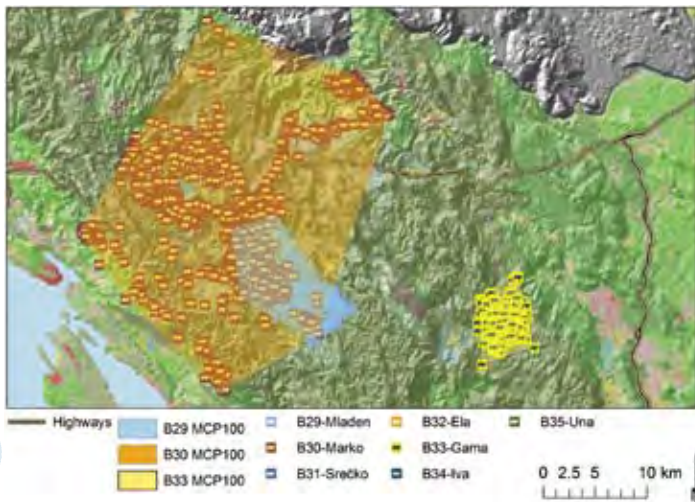 Highways
B29 MCP100
B30 MCP100
B33 MCP100
B29-Mladen
B30-Marko
B31-Srećko
B32-Ela
B33-Gama
B34-Iva
B35-Una
0 2.5 5 10 km